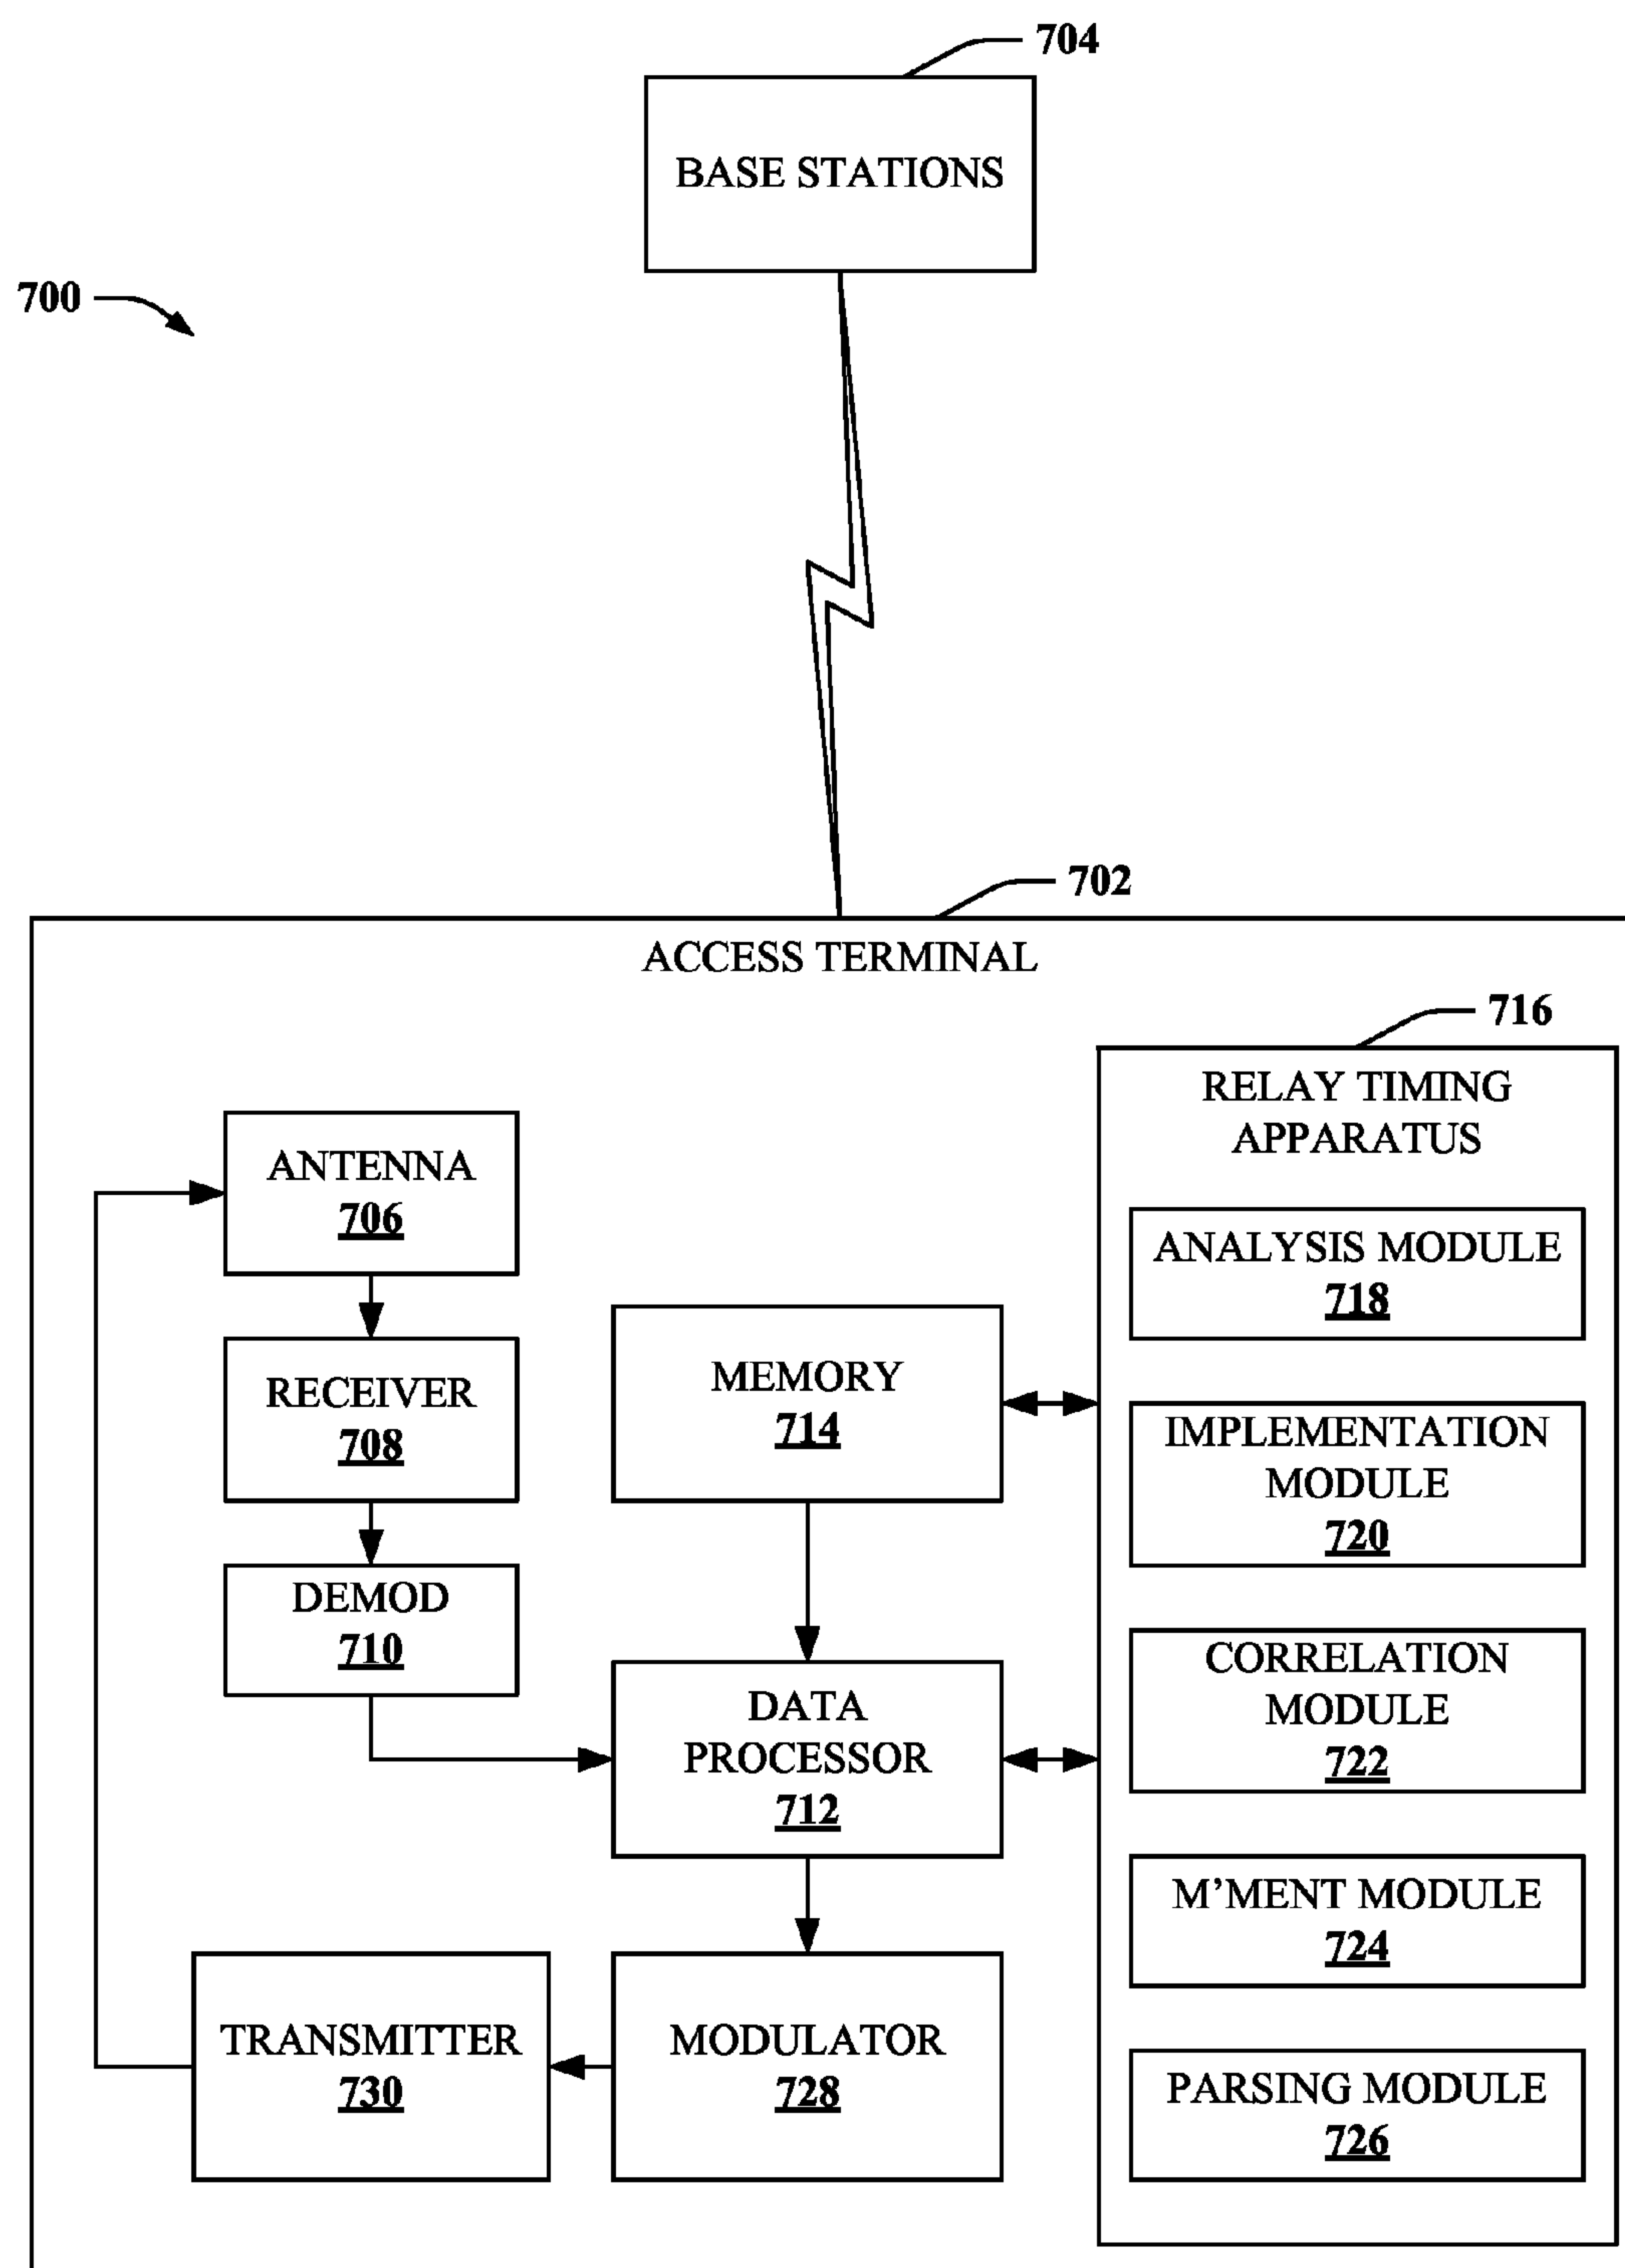 704
BASE STATIONS
700
702
ACCESS TERMINAL
716
RELAY TIMING
APPARATUS
ANTENNA
706
RECEIVER
708
DEMOD
710
MEMORY
714
DATA
PROCESSOR
712
TRANSMITTER
730
MODULATOR
728
ANALYSIS MODULE
718
IMPLEMENTATION
MODULE
720
CORRELATION
MODULE
722
M’MENT MODULE
724
PARSING MODULE
726